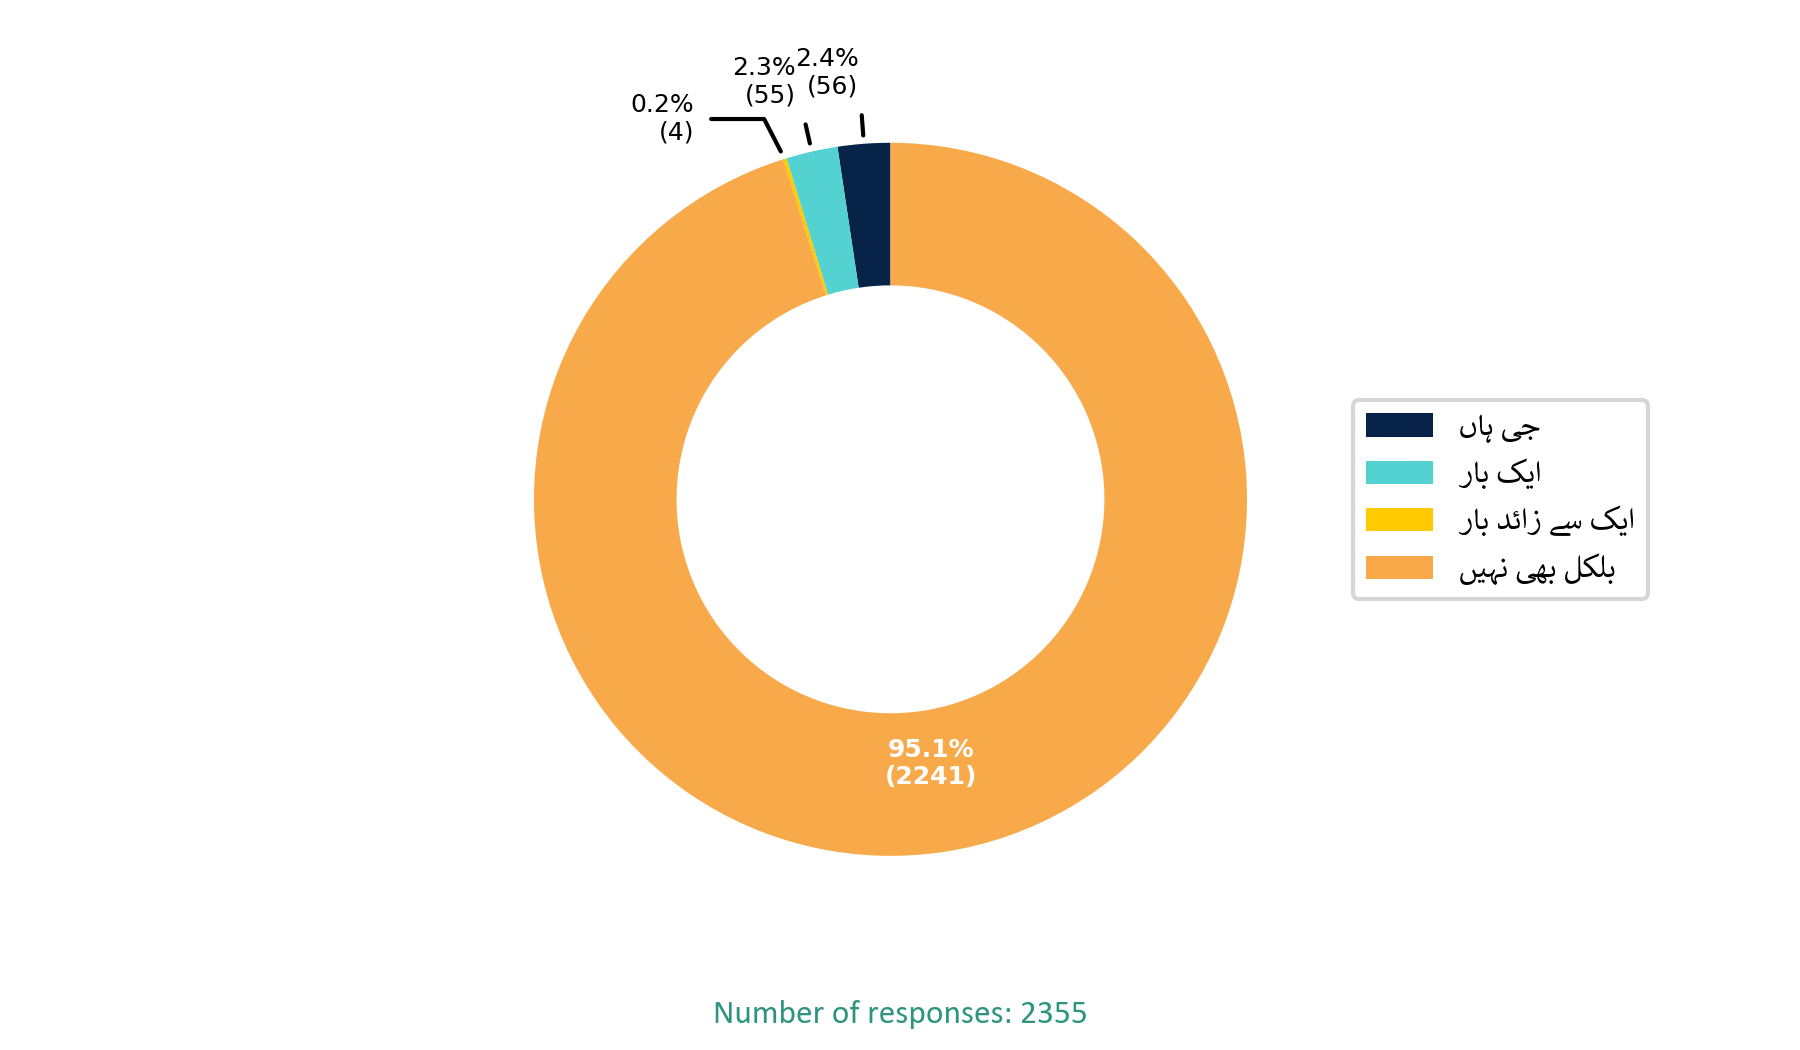 2.4%
(56)
2.3%
(55)
0.2%
(4)
95.1%
(2241)
جی ہاں
ایک بار
ایک سے زائد بار
بلکل بھی نہیں
Number of responses: 2355